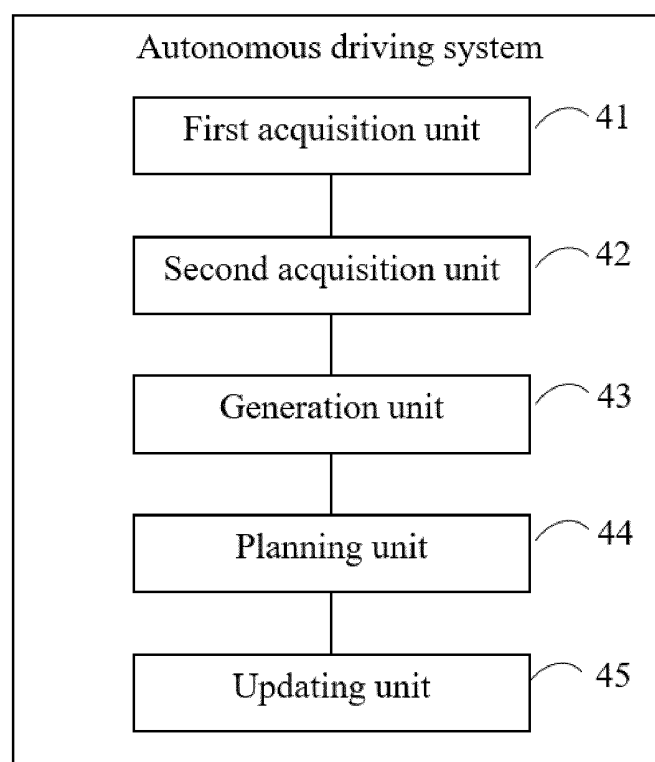 Autonomous driving system
First acquisition unit 41
Second acquisition unit 42
Generation unit 43
Planning unit 44
Updating unit 45